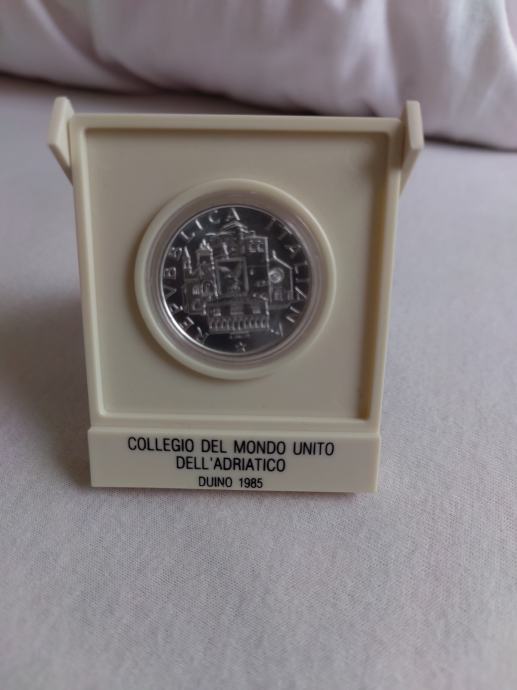 REPVBBLICA ITALIANA
COLLEGIO DEL MONDO UNITO
DELL'ADRIATICO
DUINO 1985